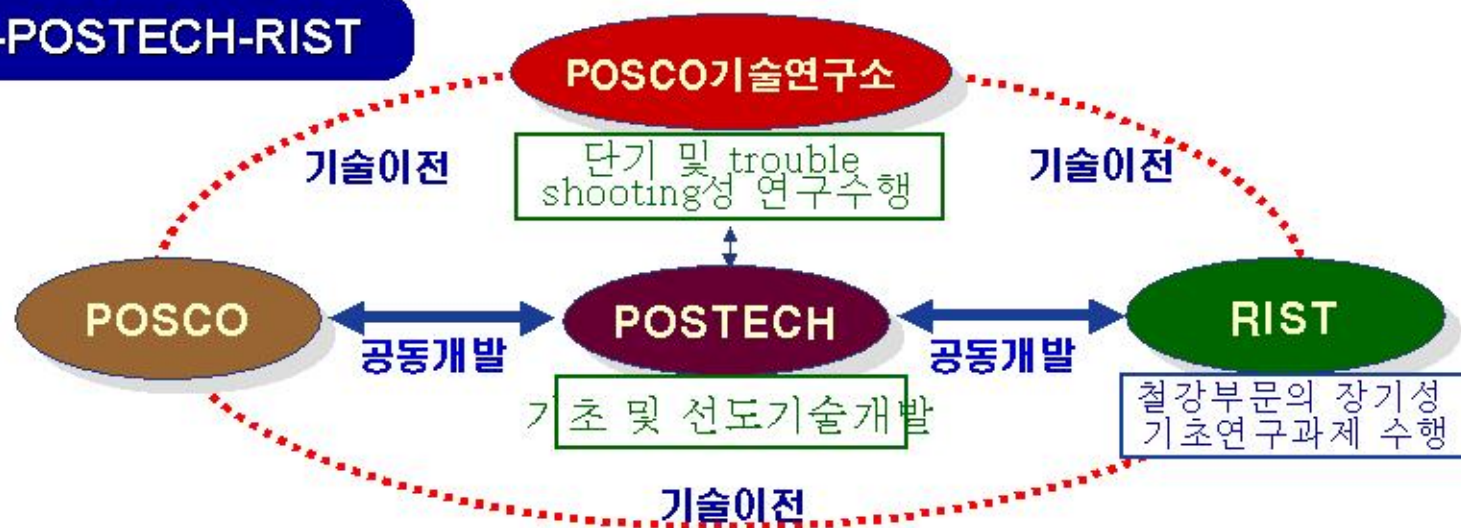 -POSTECH-RIST
POSCO기술연구소
단기 및 trouble
shooting성 연구수행
기술이전
기술이전
POSCO
POSTECH
RIST
공동개발
공동개발
기초 및 선도기술개발
철강부문의 장기성
기초연구과제 수행
기술이전